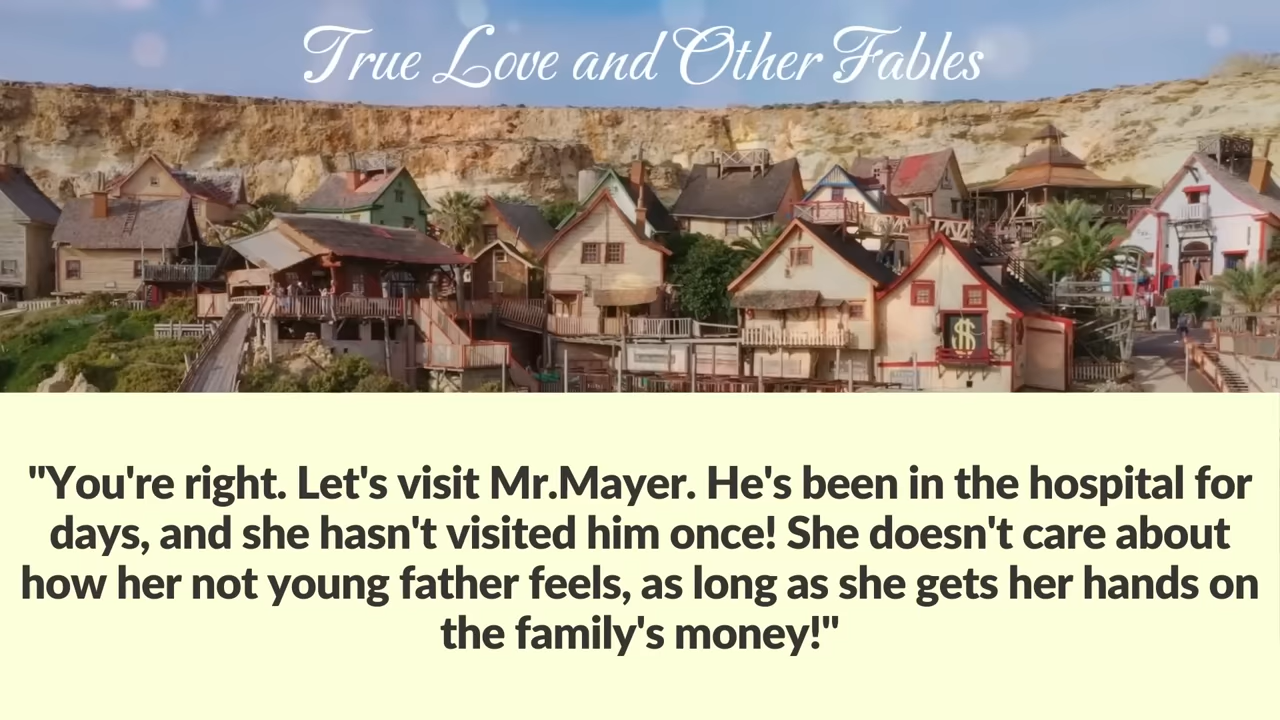 True Love and Other Fables
"You're right. Let's visit Mr.Mayer. He's been in the hospital for
days, and she hasn't visited him once! She doesn't care about
how her not young father feels, as long as she gets her hands on
the family's money!"